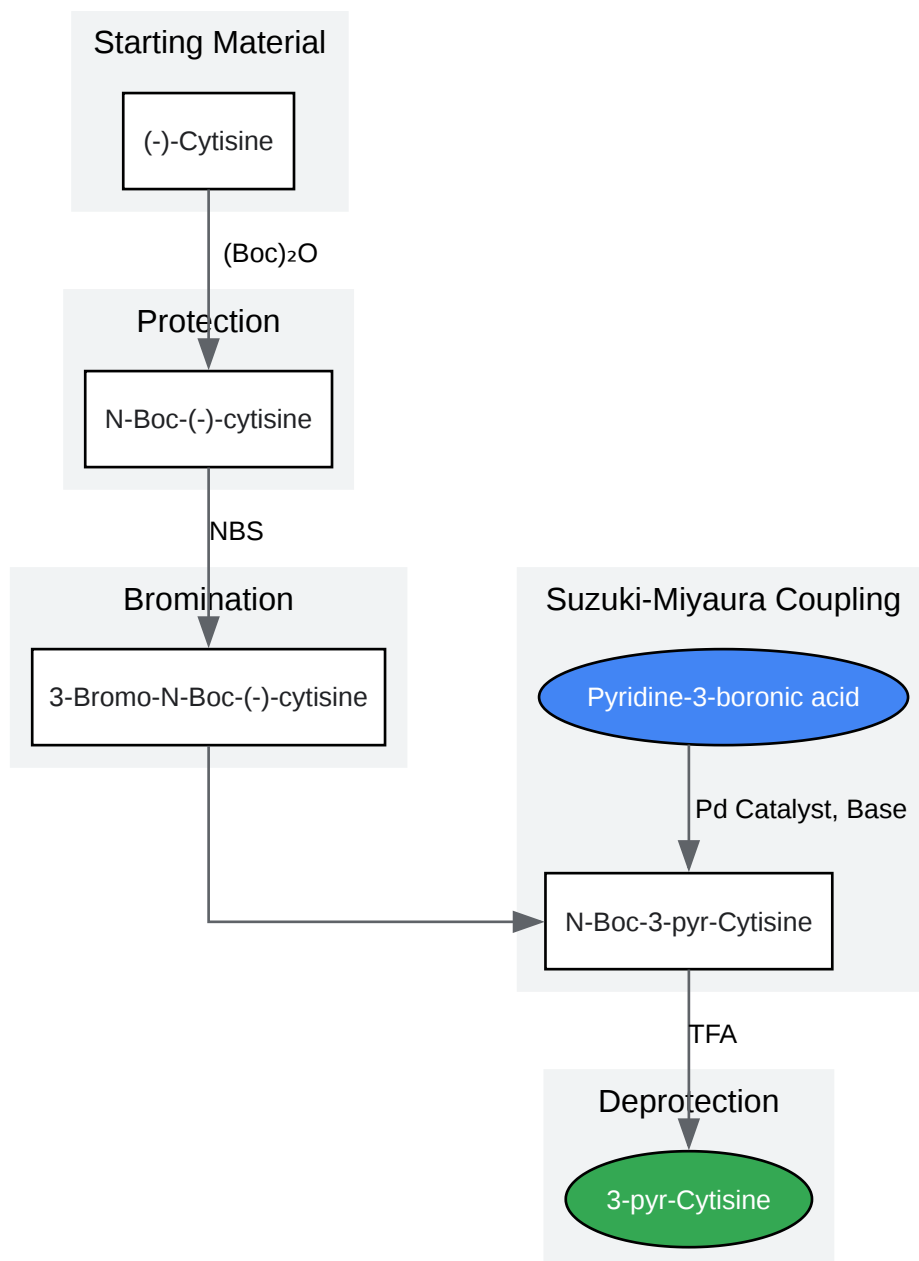 Starting Material
(-)-Cytisine
(Boc)₂O
Protection
N-Boc-(-)-cytisine
NBS
Bromination
3-Bromo-N-Boc-(-)-cytisine
Suzuki-Miyaura Coupling
Pyridine-3-boronic acid
Pd Catalyst, Base
N-Boc-3-pyr-Cytisine
TFA
Deprotection
3-pyr-Cytisine